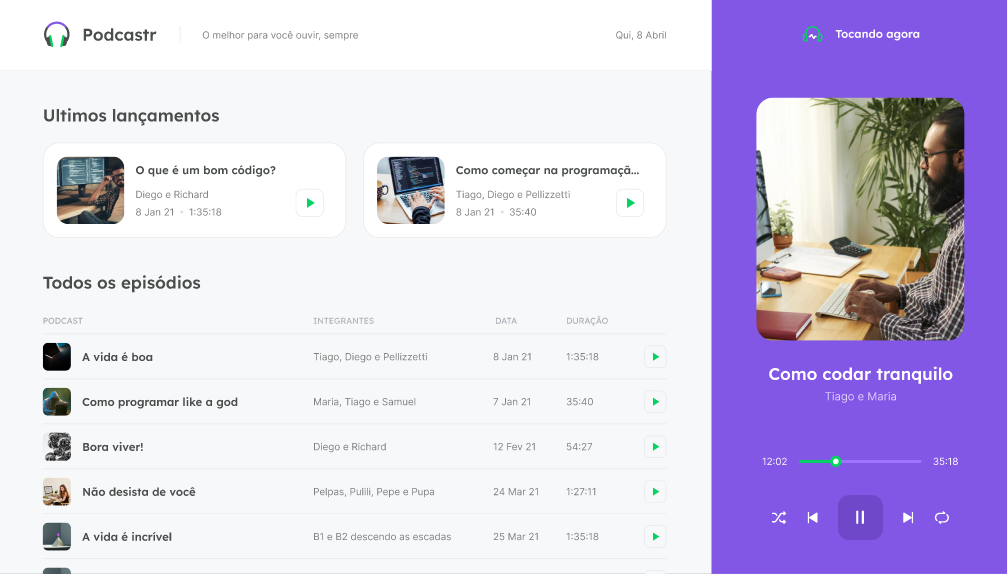 Podcastr
O melhor para você ouvir, sempre
Qui, 8 Abril
Ultimos lançamentos
O que é um bom código?
Diego e Richard
8 Jan 21 • 1:35:18
Como começar na programaçã...
Tiago, Diego e Pellizzetti
8 Jan 21 • 35:40
Todos os episódios
PODCAST INTEGRANTES DATA DURAÇÃO
A vida é boa Tiago, Diego e Pellizzetti 8 Jan 21 1:35:18
Como programar like a god Maria, Tiago e Samuel 7 Jan 21 35:40
Bora viver! Diego e Richard 12 Fev 21 54:27
Não desista de você Pelpas, Pulili, Pepe e Pupa 24 Mar 21 1:27:11
A vida é incrível B1 e B2 descendo as escadas 25 Mar 21 1:35:18
Tocando agora
Como codar tranquilo
Tiago e Maria
12:02 35:18